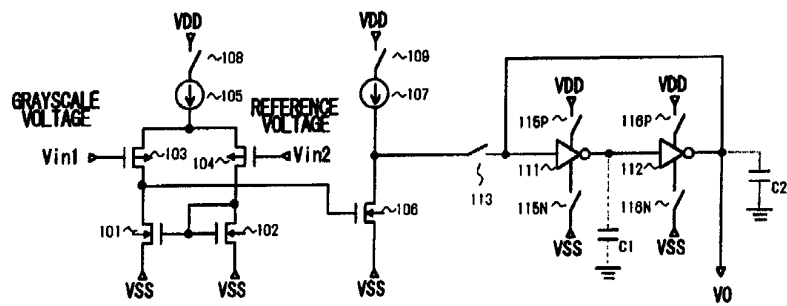 VDD
108
105
GRAYSCALE
VOLTAGE
REFERENCE
VOLTAGE
Vin1
103
104
Vin2
101
102
VSS
VSS
VDD
109
107
106
VSS
113
VDD
115P
111
115N
VSS
C1
VDD
116P
112
116N
VSS
C2
VO